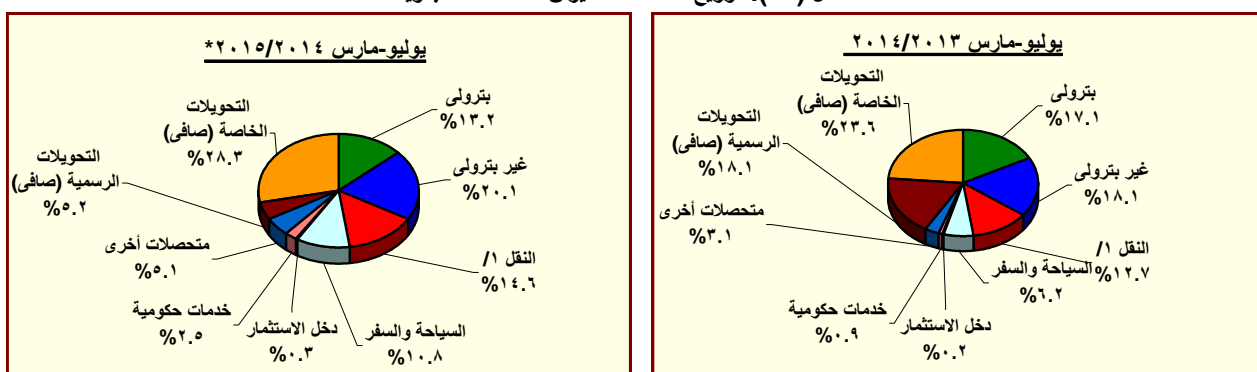 يوليو-مارس ٢٠١٤/٢٠١٣
التحويلات
الخاصة (صافى)
%٢٣.٦
بترولى
%١٧.١
غير بترولى
%١٨.١
النقل ١/
%١٢.٧
السياحة والسفر
%٦.٢
دخل الاستثمار
%٠.٢
خدمات حكومية
%٠.٩
متحصلات أخرى
%٣.١
التحويلات
الرسمية (صافى)
%١٨.١
يوليو-مارس ٢٠١٥/٢٠١٤*
التحويلات
الخاصة (صافى)
%٢٨.٣
بترولى
%١٣.٢
غير بترولى
%٢٠.١
النقل ١/
%١٤.٦
السياحة والسفر
%١٠.٨
دخل الاستثمار
%٠.٣
خدمات حكومية
%٢.٥
متحصلات أخرى
%٥.١
التحويلات
الرسمية (صافى)
%٥.٢